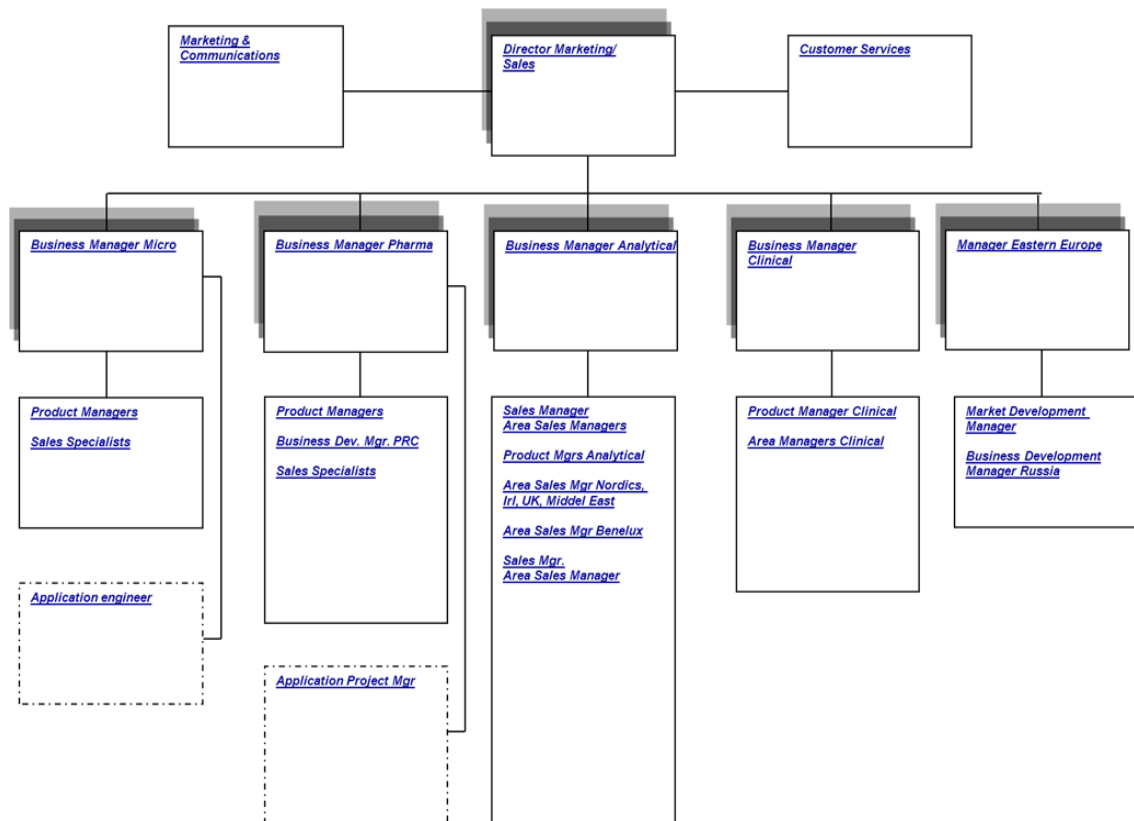 Marketing &
Communications
Director Marketing/
Sales
Customer Services
Business Manager Micro
Business Manager Pharma
Business Manager Analytical
Business Manager
Clinical
Manager Eastern Europe
Product Managers
Sales Specialists
Product Managers
Business Dev. Mgr. PRC
Sales Specialists
Sales Manager
Area Sales Managers
Product Mgrs Analytical
Area Sales Mgr Nordics,
Irl, UK, Middel East
Area Sales Mgr Benelux
Sales Mgr.
Area Sales Manager
Product Manager Clinical
Area Managers Clinical
Market Development
Manager
Business Development
Manager Russia
Application engineer
Application Project Mgr